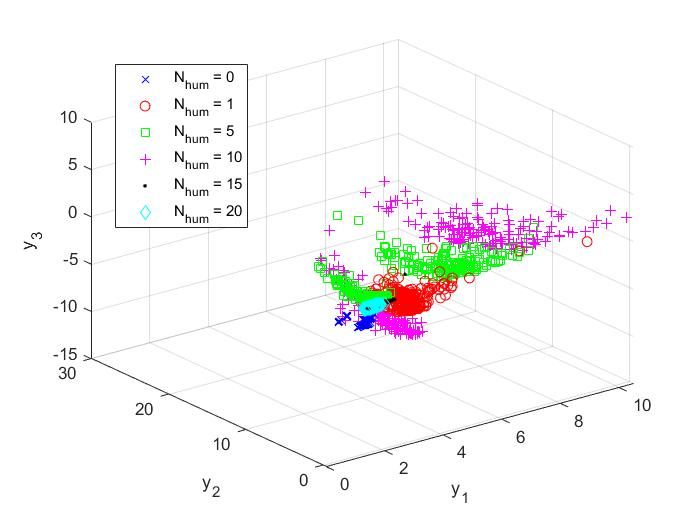 N_hum = 0
N_hum = 1
N_hum = 5
N_hum = 10
N_hum = 15
N_hum = 20
10
5
0
-5
-10
-15
y_3
30
20
10
0
y_2
0
2
4
6
8
10
y_1